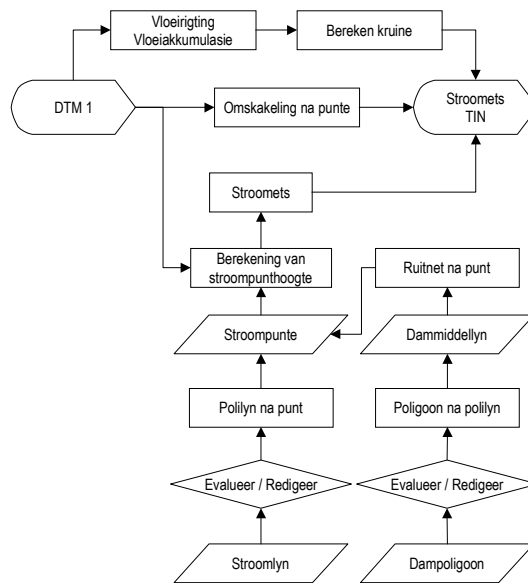 Vloeirigting
Vloeiakkumulasie
Bereken kruine
DTM 1
Omskakeling na punte
Stroomets
TIN
Stroomets
Berekening van
stroompunthoogte
Ruitnet na punt
Stroompunte
Dammiddellyn
Polilyn na punt
Poligoon na polilyn
Evalueer / Redigeer
Evalueer / Redigeer
Stroomlyn
Dampoligoon